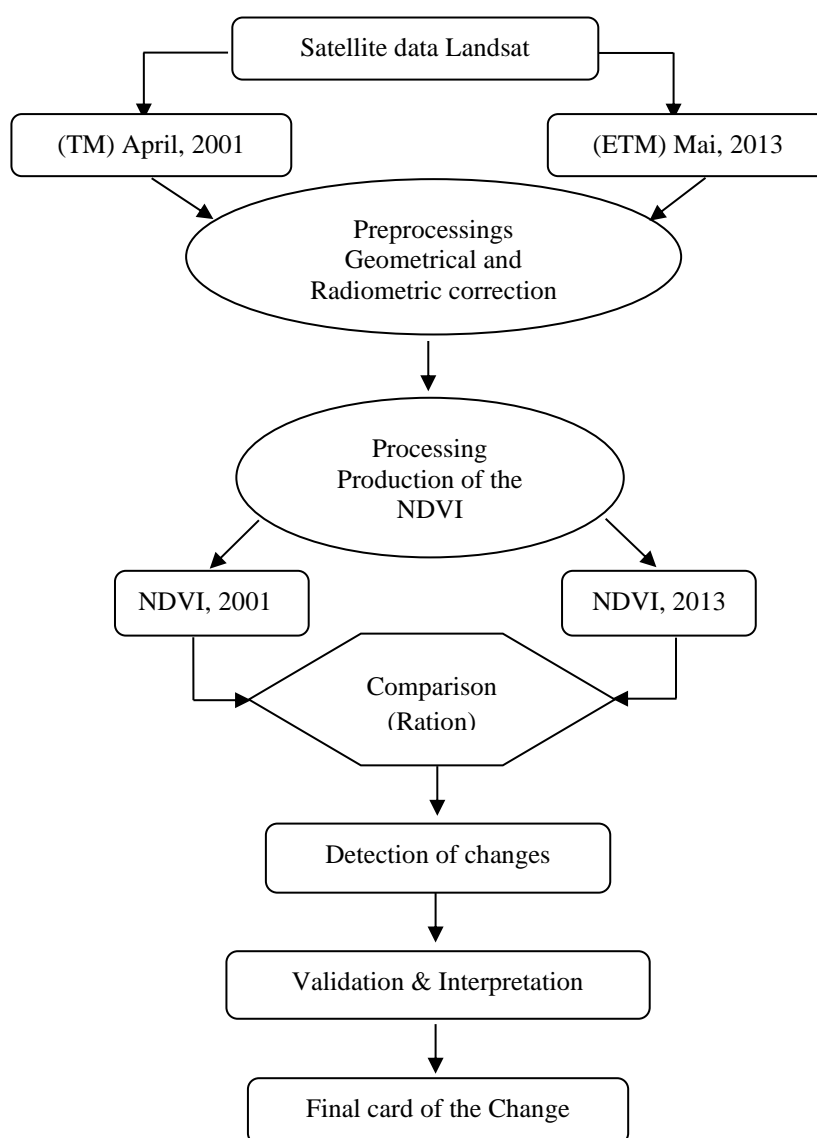 Satellite data Landsat
(TM) April, 2001
(ETM) Mai, 2013
Preprocessings
Geometrical and
Radiometric correction
Processing
Production of the
NDVI
NDVI, 2001
NDVI, 2013
Comparison
(Ration)
Detection of changes
Validation & Interpretation
Final card of the Change